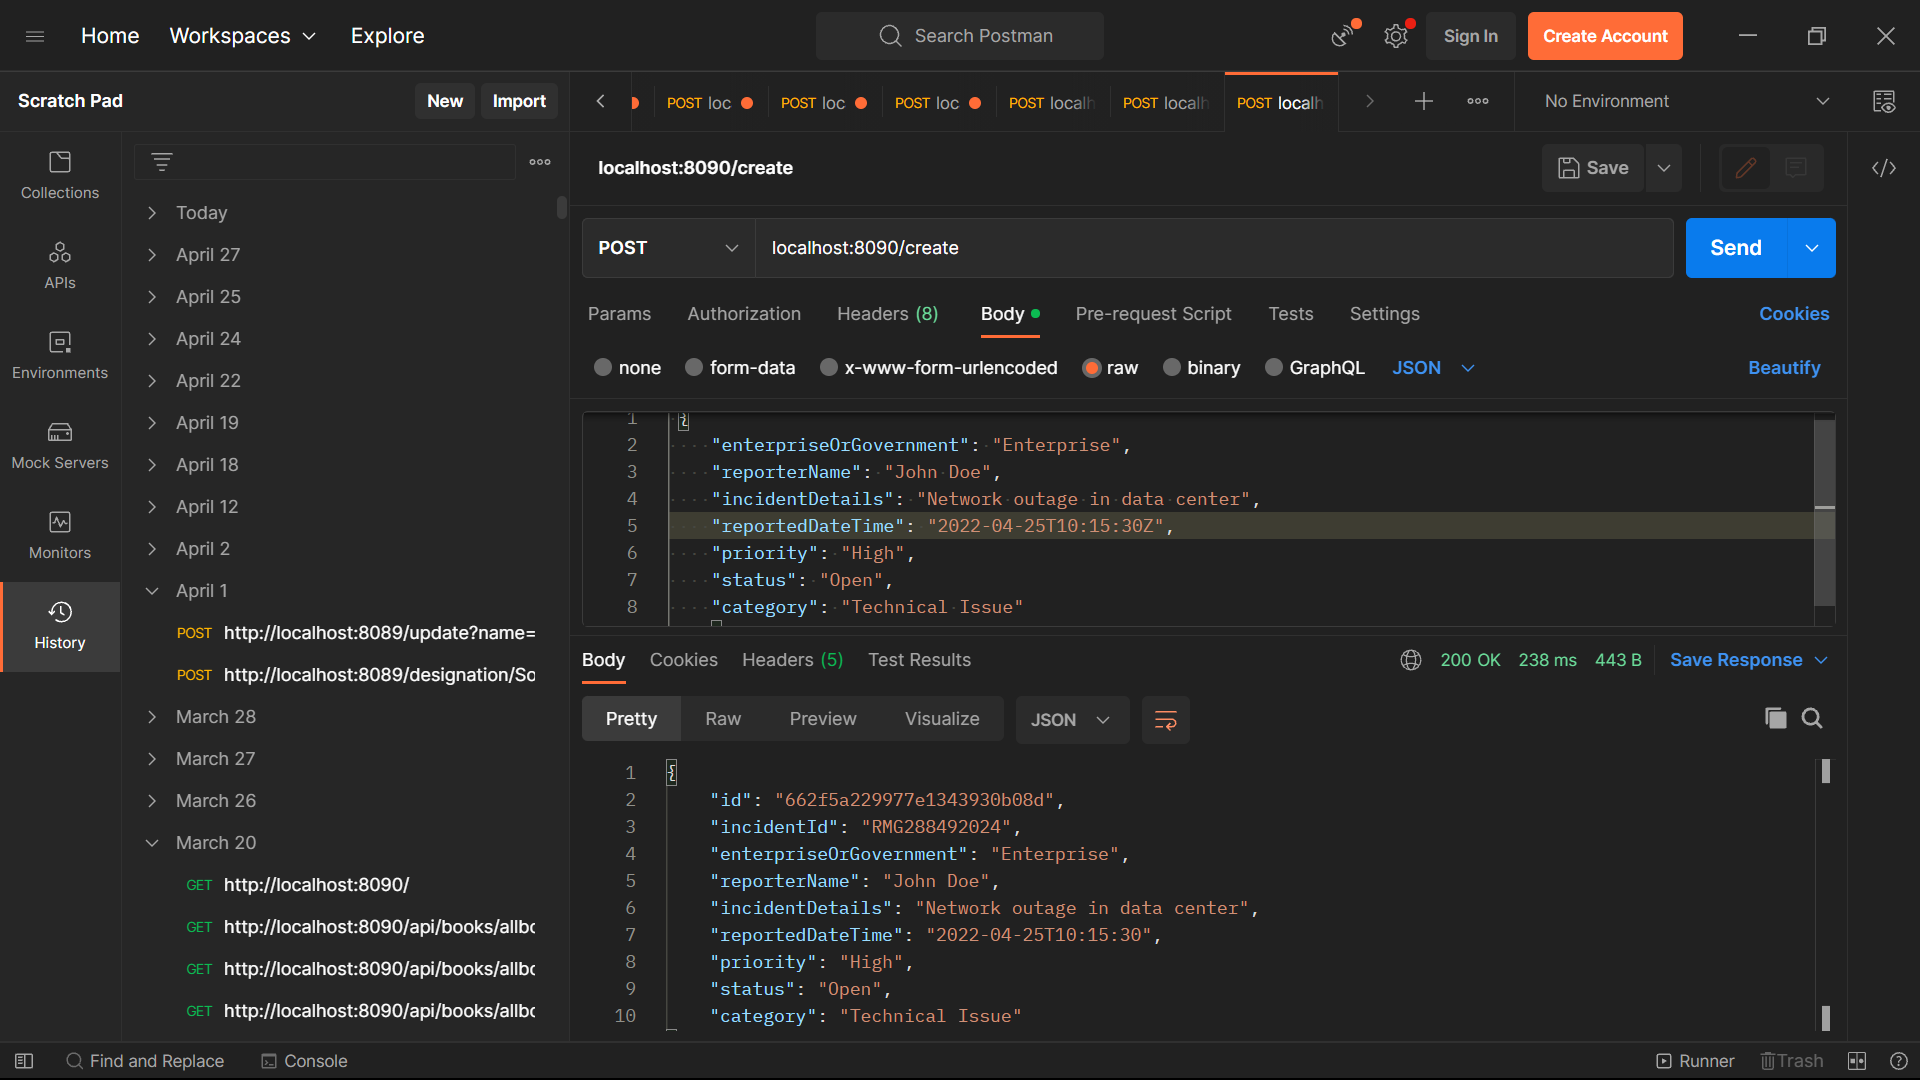 Home
Workspaces
Explore
Search Postman
Sign In
Create Account
Scratch Pad
New
Import
POST loc
POST loc
POST loc
POST localh
POST localh
POST localh
No Environment
Collections
APIs
Environments
Mock Servers
Monitors
History
Today
April 27
April 25
April 24
April 22
April 19
April 18
April 12
April 2
April 1
POST http://localhost:8089/update?name=
POST http://localhost:8089/designation/So
March 28
March 27
March 26
March 20
GET http://localhost:8090/
GET http://localhost:8090/api/books/allbo
GET http://localhost:8090/api/books/allbo
GET http://localhost:8090/api/books/allbo
localhost:8090/create
Save
POST
localhost:8090/create
Send
Params
Authorization
Headers (8)
Body
Pre-request Script
Tests
Settings
Cookies
none
form-data
x-www-form-urlencoded
raw
binary
GraphQL
JSON
Beautify
1 {
2 "enterpriseOrGovernment": "Enterprise",
3 "reporterName": "John Doe",
4 "incidentDetails": "Network outage in data center",
5 "reportedDateTime": "2022-04-25T10:15:30Z",
6 "priority": "High",
7 "status": "Open",
8 "category": "Technical Issue"
Body
Cookies
Headers (5)
Test Results
200 OK
238 ms
443 B
Save Response
Pretty
Raw
Preview
Visualize
JSON
1 {
2 "id": "662f5a229977e1343930b08d",
3 "incidentId": "RMG288492024",
4 "enterpriseOrGovernment": "Enterprise",
5 "reporterName": "John Doe",
6 "incidentDetails": "Network outage in data center",
7 "reportedDateTime": "2022-04-25T10:15:30",
8 "priority": "High",
9 "status": "Open",
10 "category": "Technical Issue"
Find and Replace
Console
Runner
Trash